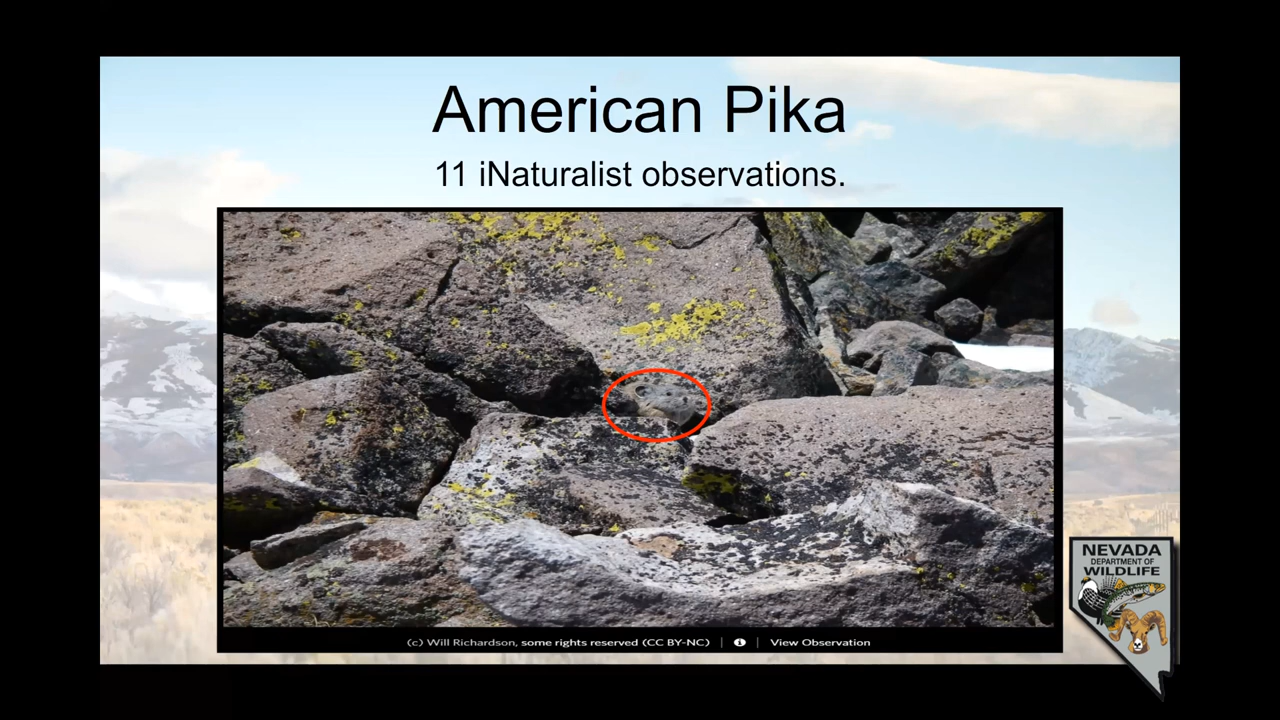 American Pika
11 iNaturalist observations.
(c) Will Richardson, some rights reserved (CC BY-NC) | i | View Observation
NEVADA
DEPARTMENT OF
WILDLIFE